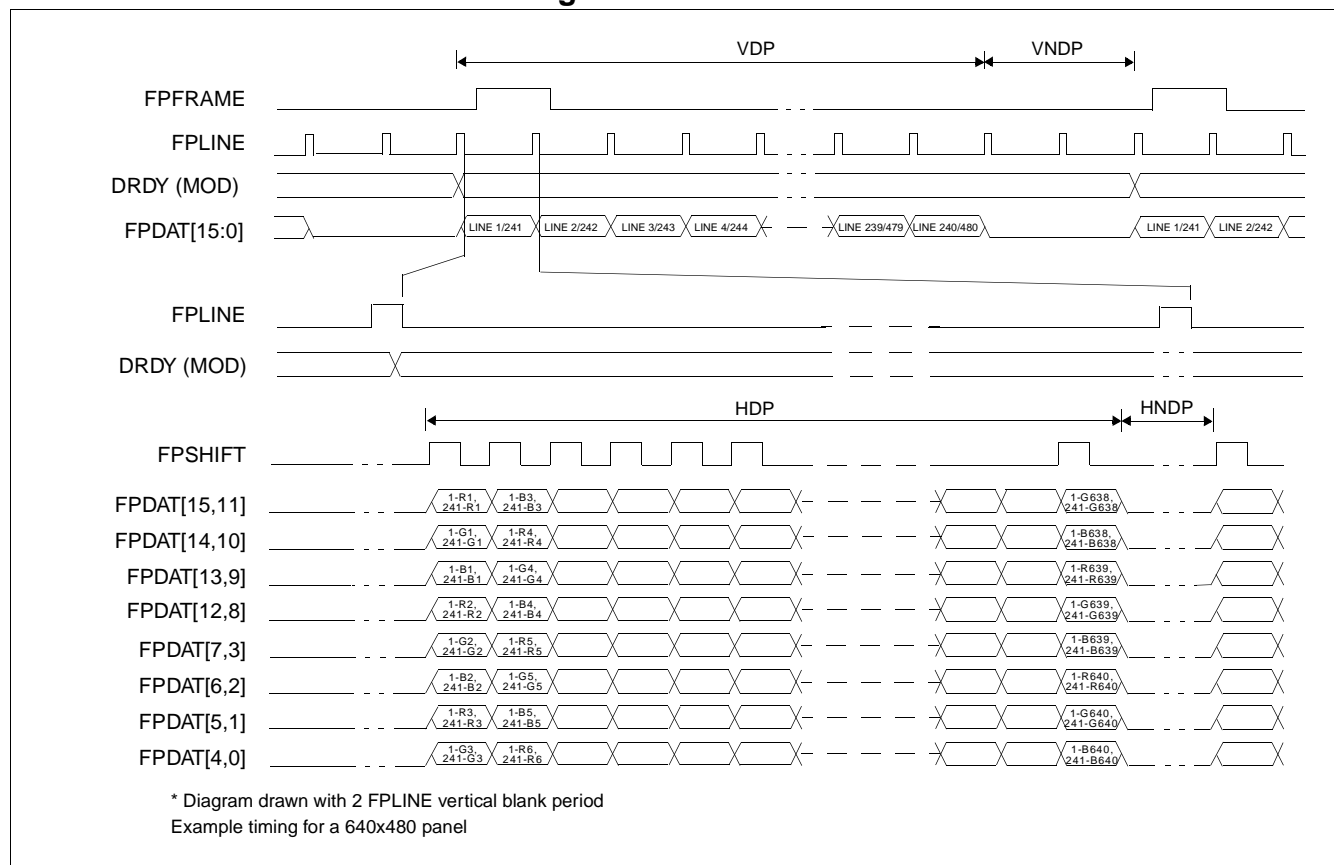 g
VDP VNDP
FPFRAME
FPLINE
DRDY (MOD)
FPDAT[15:0] LINE 1/241 LINE 2/242 LINE 3/243 LINE 4/244 LINE 239/479 LINE 240/480 LINE 1/241 LINE 2/242
FPLINE
DRDY (MOD)
HDP HNDP
FPSHIFT
FPDAT[15,11] 1-R1, 241-R1 1-B3, 241-B3 1-G638, 241-G638
FPDAT[14,10] 1-G1, 241-G1 1-R4, 241-R4 1-B638, 241-B638
FPDAT[13,9] 1-B1, 241-B1 1-G4, 241-G4 1-R639, 241-R639
FPDAT[12,8] 1-R2, 241-R2 1-B4, 241-B4 1-G639, 241-G639
FPDAT[7,3] 1-G2, 241-G2 1-R5, 241-R5 1-B639, 241-B639
FPDAT[6,2] 1-B2, 241-B2 1-G5, 241-G5 1-R640, 241-R640
FPDAT[5,1] 1-R3, 241-R3 1-B5, 241-B5 1-G640, 241-G640
FPDAT[4,0] 1-G3, 241-G3 1-R6, 241-R6 1-B640, 241-B640
* Diagram drawn with 2 FPLINE vertical blank period
Example timing for a 640x480 panel